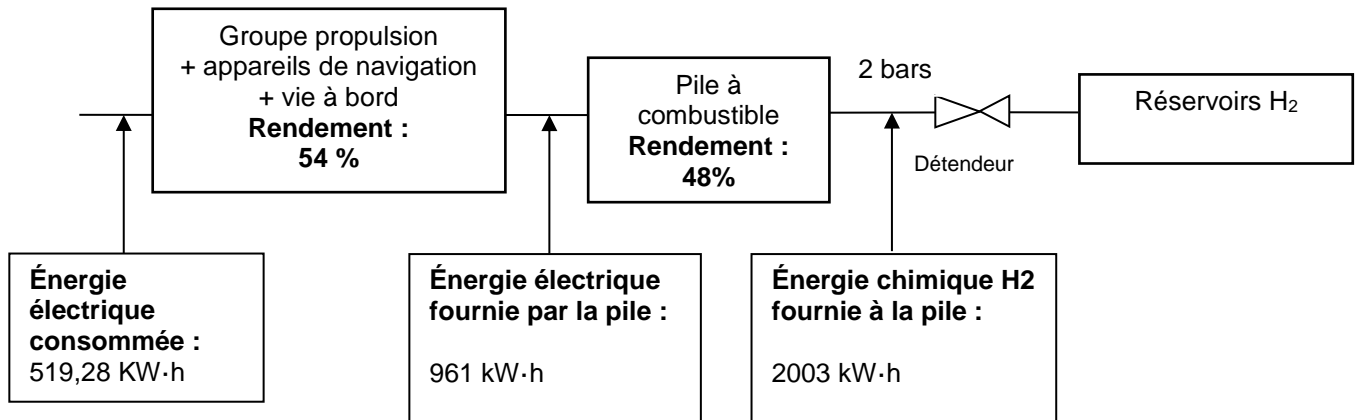 Groupe propulsion
+ appareils de navigation
+ vie à bord
Rendement :
54 %
Pile à
combustible
Rendement :
48%
2 bars
Détendeur
Réservoirs H₂
Énergie
électrique
consommée :
519,28 KW·h
Énergie électrique
fournie par la pile :
961 kW·h
Énergie chimique H2
fournie à la pile :
2003 kW·h